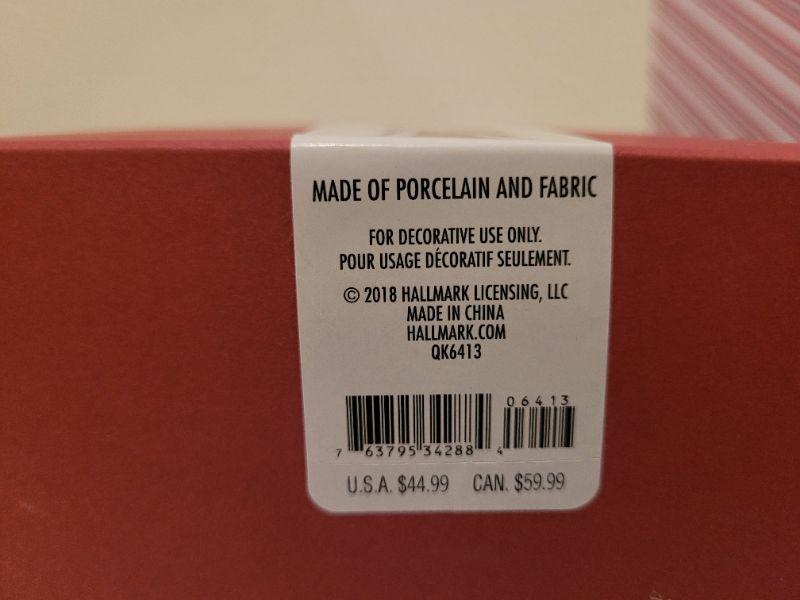 MADE OF PORCELAIN AND FABRIC
FOR DECORATIVE USE ONLY.
POUR USAGE DÉCORATIF SEULEMENT.
© 2018 HALLMARK LICENSING, LLC
MADE IN CHINA
HALLMARK.COM
QK6413
06413
7 63795 34288 4
U.S.A. $44.99 CAN. $59.99